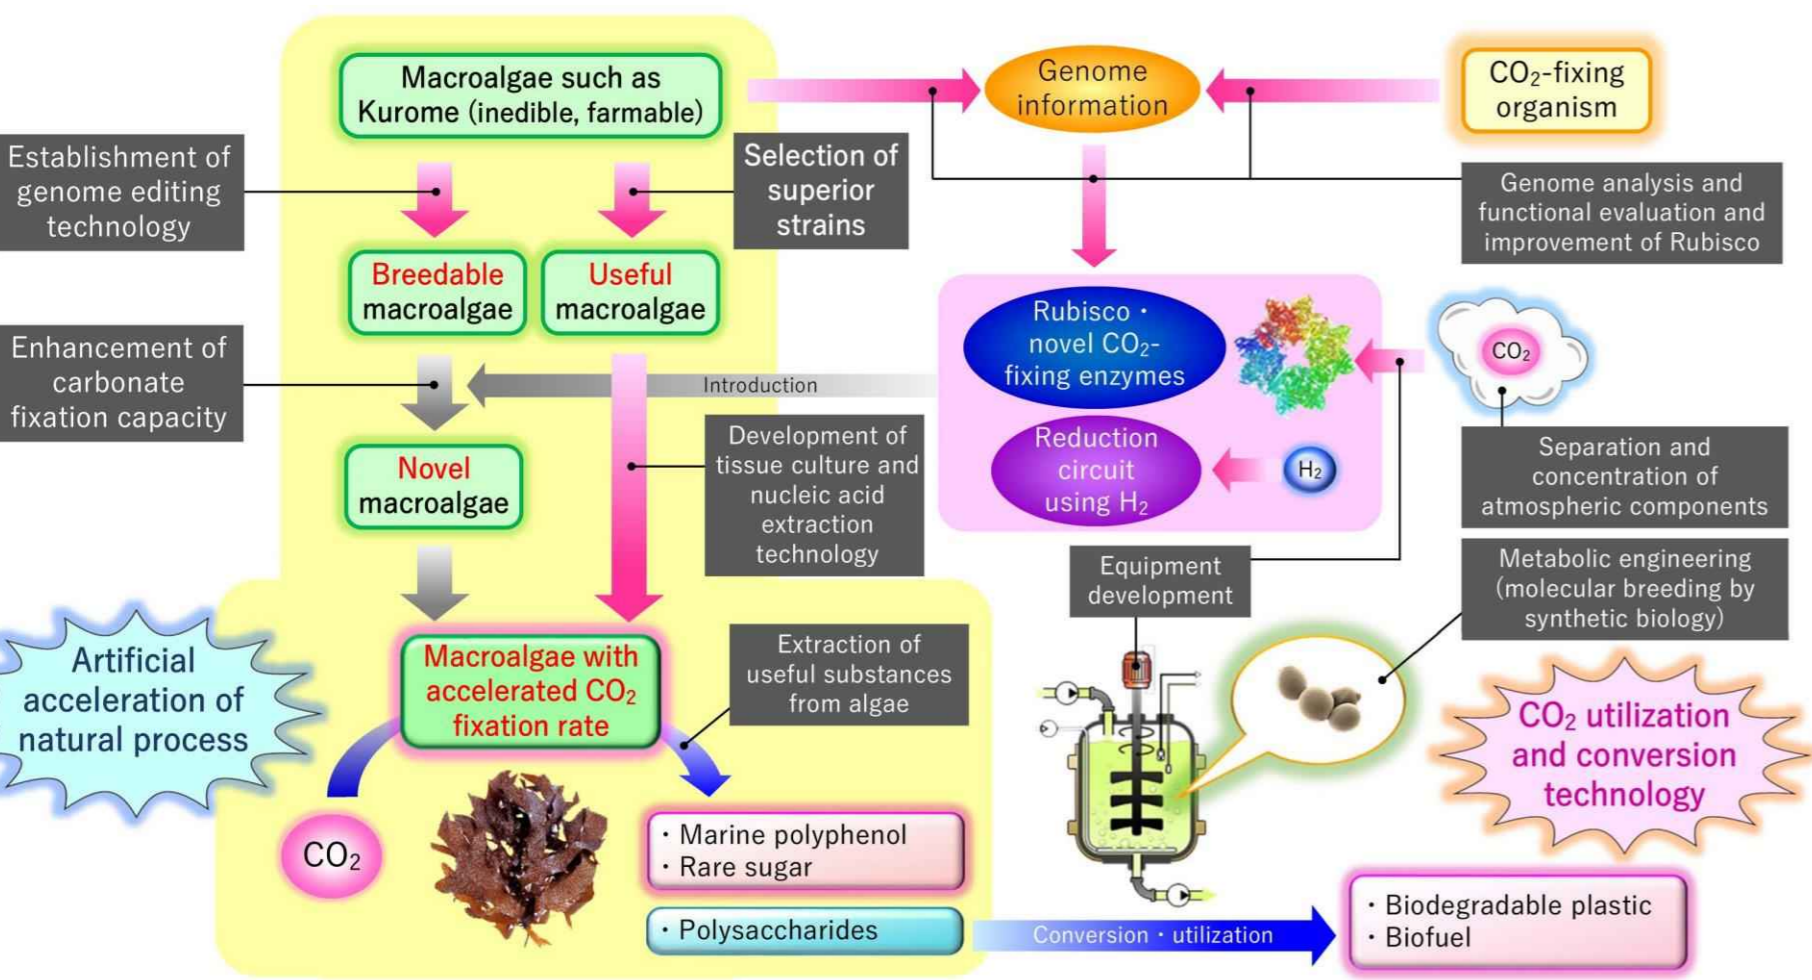 Macroalgae such as
Kurome (inedible, farmable)
Genome
information
CO₂-fixing
organism
Establishment of
genome editing
technology
Selection of
superior
strains
Genome analysis and
functional evaluation and
improvement of Rubisco
Breedable
macroalgae
Useful
macroalgae
Rubisco・
novel CO₂-
fixing enzymes
CO₂
Enhancement of
carbonate
fixation capacity
Introduction
Novel
macroalgae
Development of
tissue culture and
nucleic acid
extraction
technology
Reduction
circuit
using H₂
H₂
Separation and
concentration of
atmospheric components
Equipment
development
Metabolic engineering
(molecular breeding by
synthetic biology)
Artificial
acceleration of
natural process
Macroalgae with
accelerated CO₂
fixation rate
Extraction of
useful substances
from algae
CO₂ utilization
and conversion
technology
CO₂
・Marine polyphenol
・Rare sugar
・Polysaccharides
Conversion・utilization
・Biodegradable plastic
・Biofuel